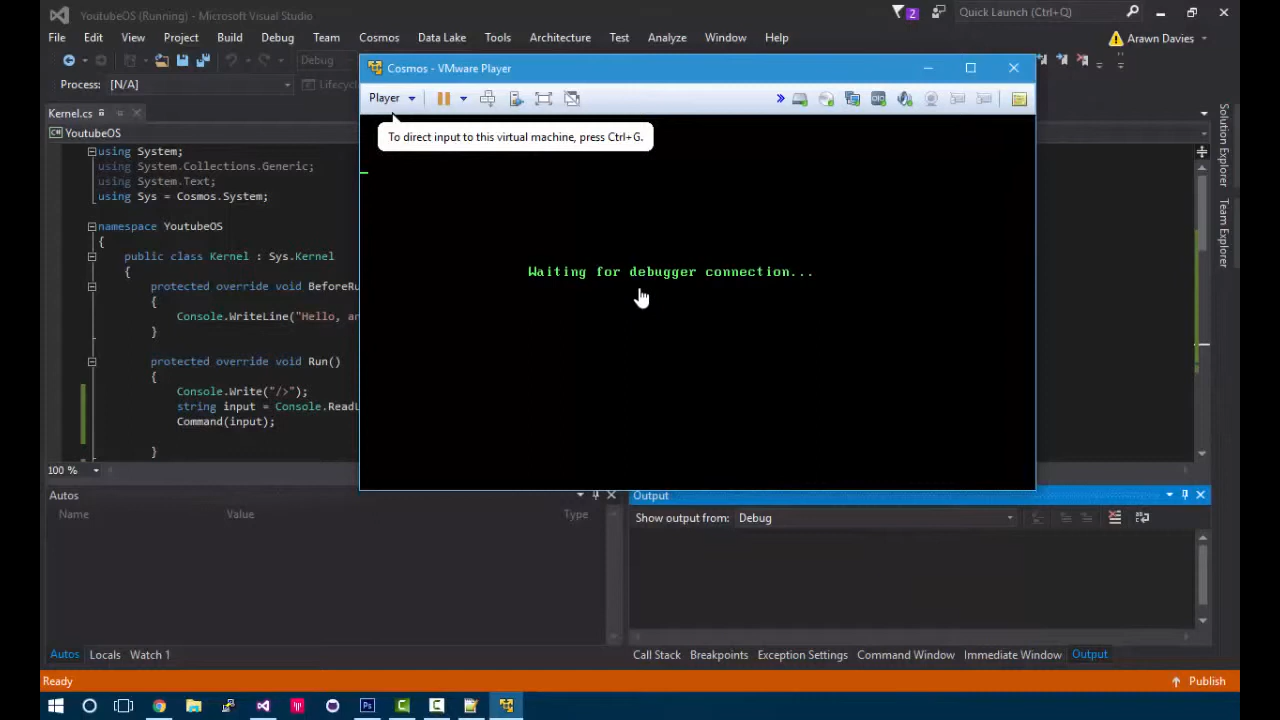 YoutubeOS (Running) - Microsoft Visual Studio
2
Quick Launch (Ctrl+Q)
File Edit View Project Build Debug Team Cosmos Data Lake Tools Architecture Test Analyze Window Help
Arawn Davies
Debug
Process: [N/A]
Lifecyc
Cosmos - VMware Player
Player
To direct input to this virtual machine, press Ctrl+G.
Waiting for debugger connection...
Kernel.cs
YoutubeOS
using System;
using System.Collections.Generic;
using System.Text;
using Sys = Cosmos.System;
namespace YoutubeOS
{
public class Kernel : Sys.Kernel
{
protected override void BeforeRu
{
Console.WriteLine("Hello, an
}
protected override void Run()
{
Console.Write("/>");
string input = Console.ReadL
Command(input);
}
100 %
Solution Explorer
Team Explorer
Autos
Name Value Type
Autos Locals Watch 1
Output
Show output from: Debug
Call Stack Breakpoints Exception Settings Command Window Immediate Window Output
Ready
Publish